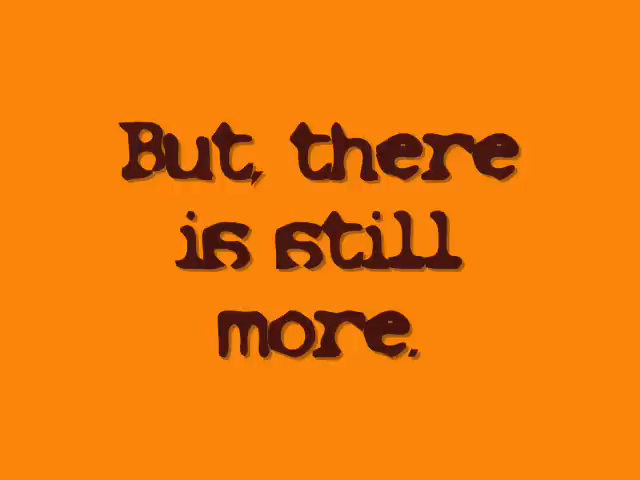 But, there
is still
more.